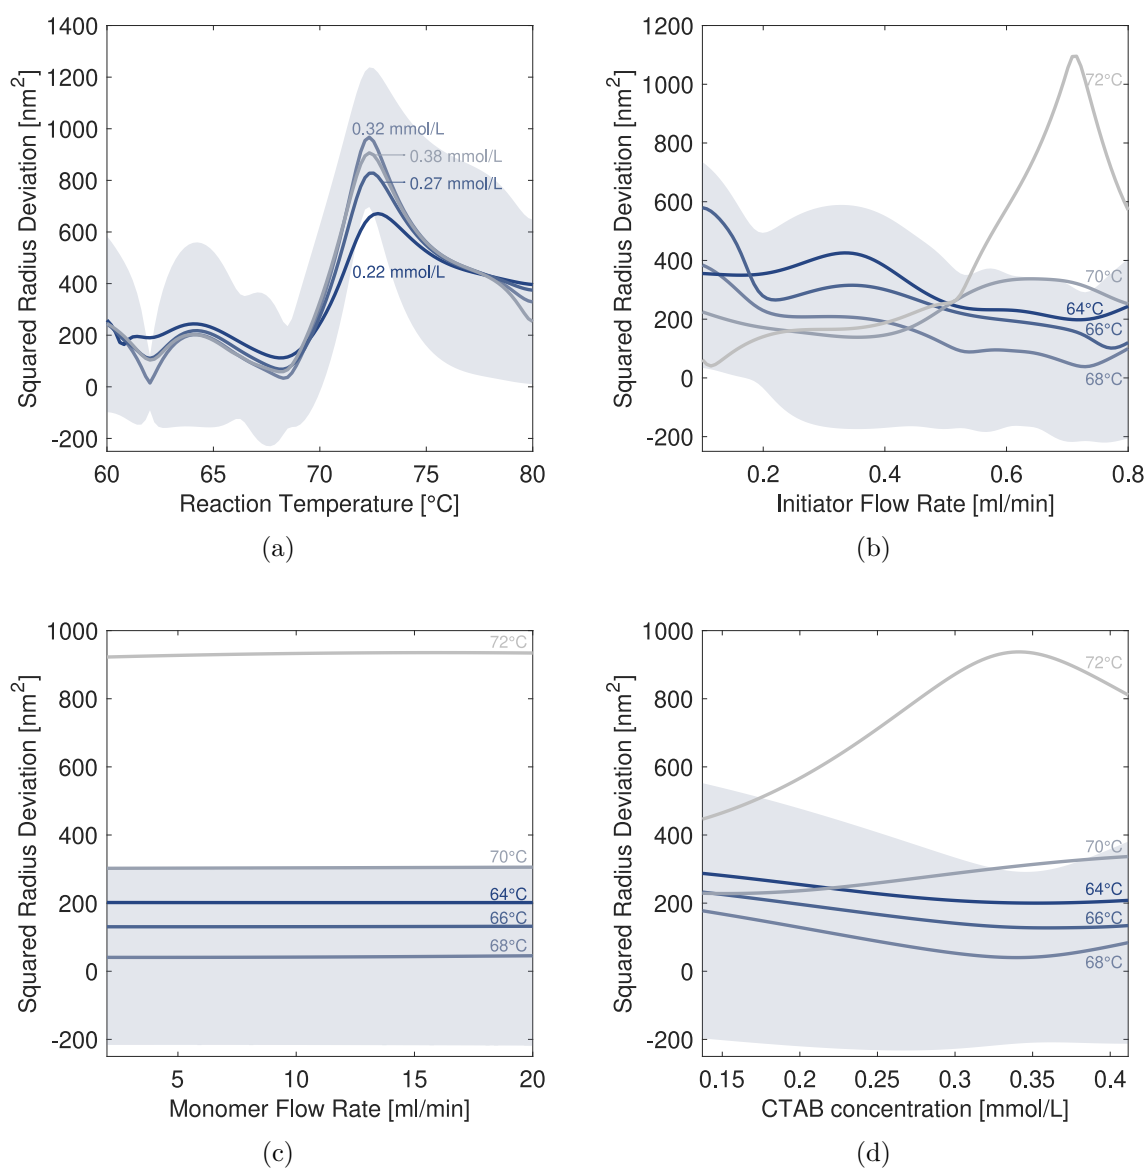 1400
1200
1000
800
600
400
200
0
-200
60
65
70
75
80
Squared Radius Deviation [nm²]
Reaction Temperature [°C]
0.32 mmol/L
0.38 mmol/L
0.27 mmol/L
0.22 mmol/L
(a)
1200
1000
800
600
400
200
0
-200
0.2
0.4
0.6
0.8
Squared Radius Deviation [nm²]
Initiator Flow Rate [ml/min]
72°C
70°C
64°C
66°C
68°C
(b)
1000
800
600
400
200
0
-200
5
10
15
20
Squared Radius Deviation [nm²]
Monomer Flow Rate [ml/min]
72°C
70°C
64°C
66°C
68°C
(c)
1000
800
600
400
200
0
-200
0.15
0.2
0.25
0.3
0.35
0.4
Squared Radius Deviation [nm²]
CTAB concentration [mmol/L]
72°C
70°C
64°C
66°C
68°C
(d)